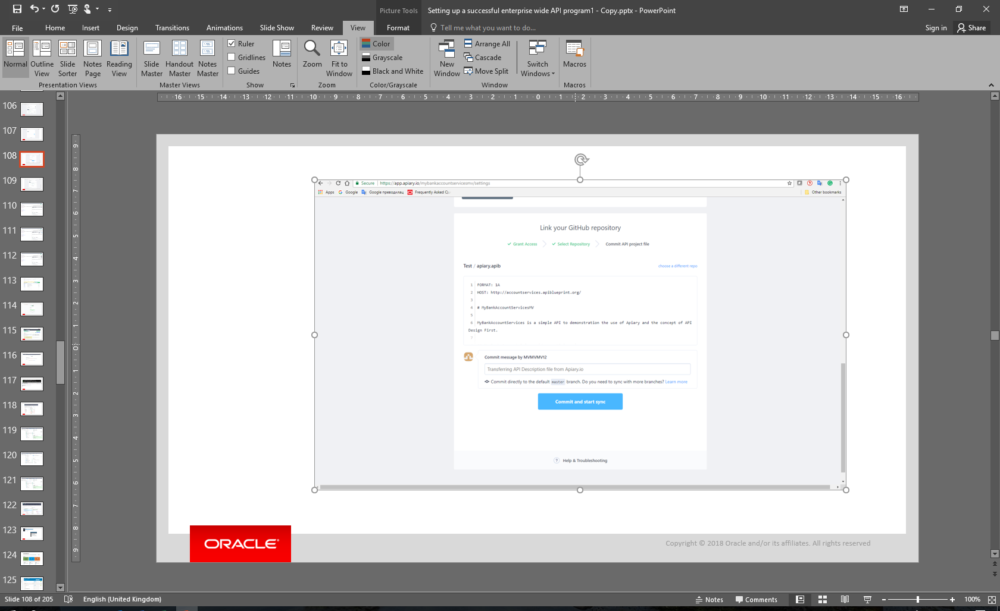 Picture Tools
Setting up a successful enterprise wide API program1 - Copy.pptx - PowerPoint
File Home Insert Design Transitions Animations Slide Show Review View Format Tell me what you want to do... Sign in Share
Normal
Outline View
Slide Sorter
Notes Page
Reading View
Presentation Views
Slide Master
Handout Master
Notes Master
Master Views
Ruler
Gridlines
Guides
Notes
Show
Zoom
Fit to Window
Zoom
Color
Grayscale
Black and White
Color/Grayscale
New Window
Arrange All
Cascade
Move Split
Switch Windows
Window
Macros
Macros
16 15 14 13 12 11 10 9 8 7 6 5 4 3 2 1 0 1 2 3 4 5 6 7 8 9 10 11 12 13 14 15 16
9 8 7 6 5 4 3 2 1 0 1 2 3 4 5 6 7 8 9
106
107
108
109
110
111
112
113
114
115
116
117
118
119
120
121
122
123
124
125
Secure https://app.apiary.io/mybankaccountservicesmv/settings
Apps Google Google преводилац Frequently Asked Qu Other bookmarks
Link your GitHub repository
Grant Access Select Repository Commit API project file
Test / apiary.apib choose a different repo
1 FORMAT: 1A
2 HOST: http://accountservices.apiblueprint.org/
3
4 # MyBankAccountServicesMV
5
6 MyBankAccountServices is a simple API to demonstration the use of Apiary and the concept of API
Design First.
7
Commit message by MVMVMV12
Transferring API Description file from Apiary.io
Commit directly to the default master branch. Do you need to sync with more branches? Learn more
Commit and start sync
? Help & Troubleshooting
ORACLE®
Copyright © 2018 Oracle and/or its affiliates. All rights reserved
Slide 108 of 205 English (United Kingdom) Notes Comments 100%